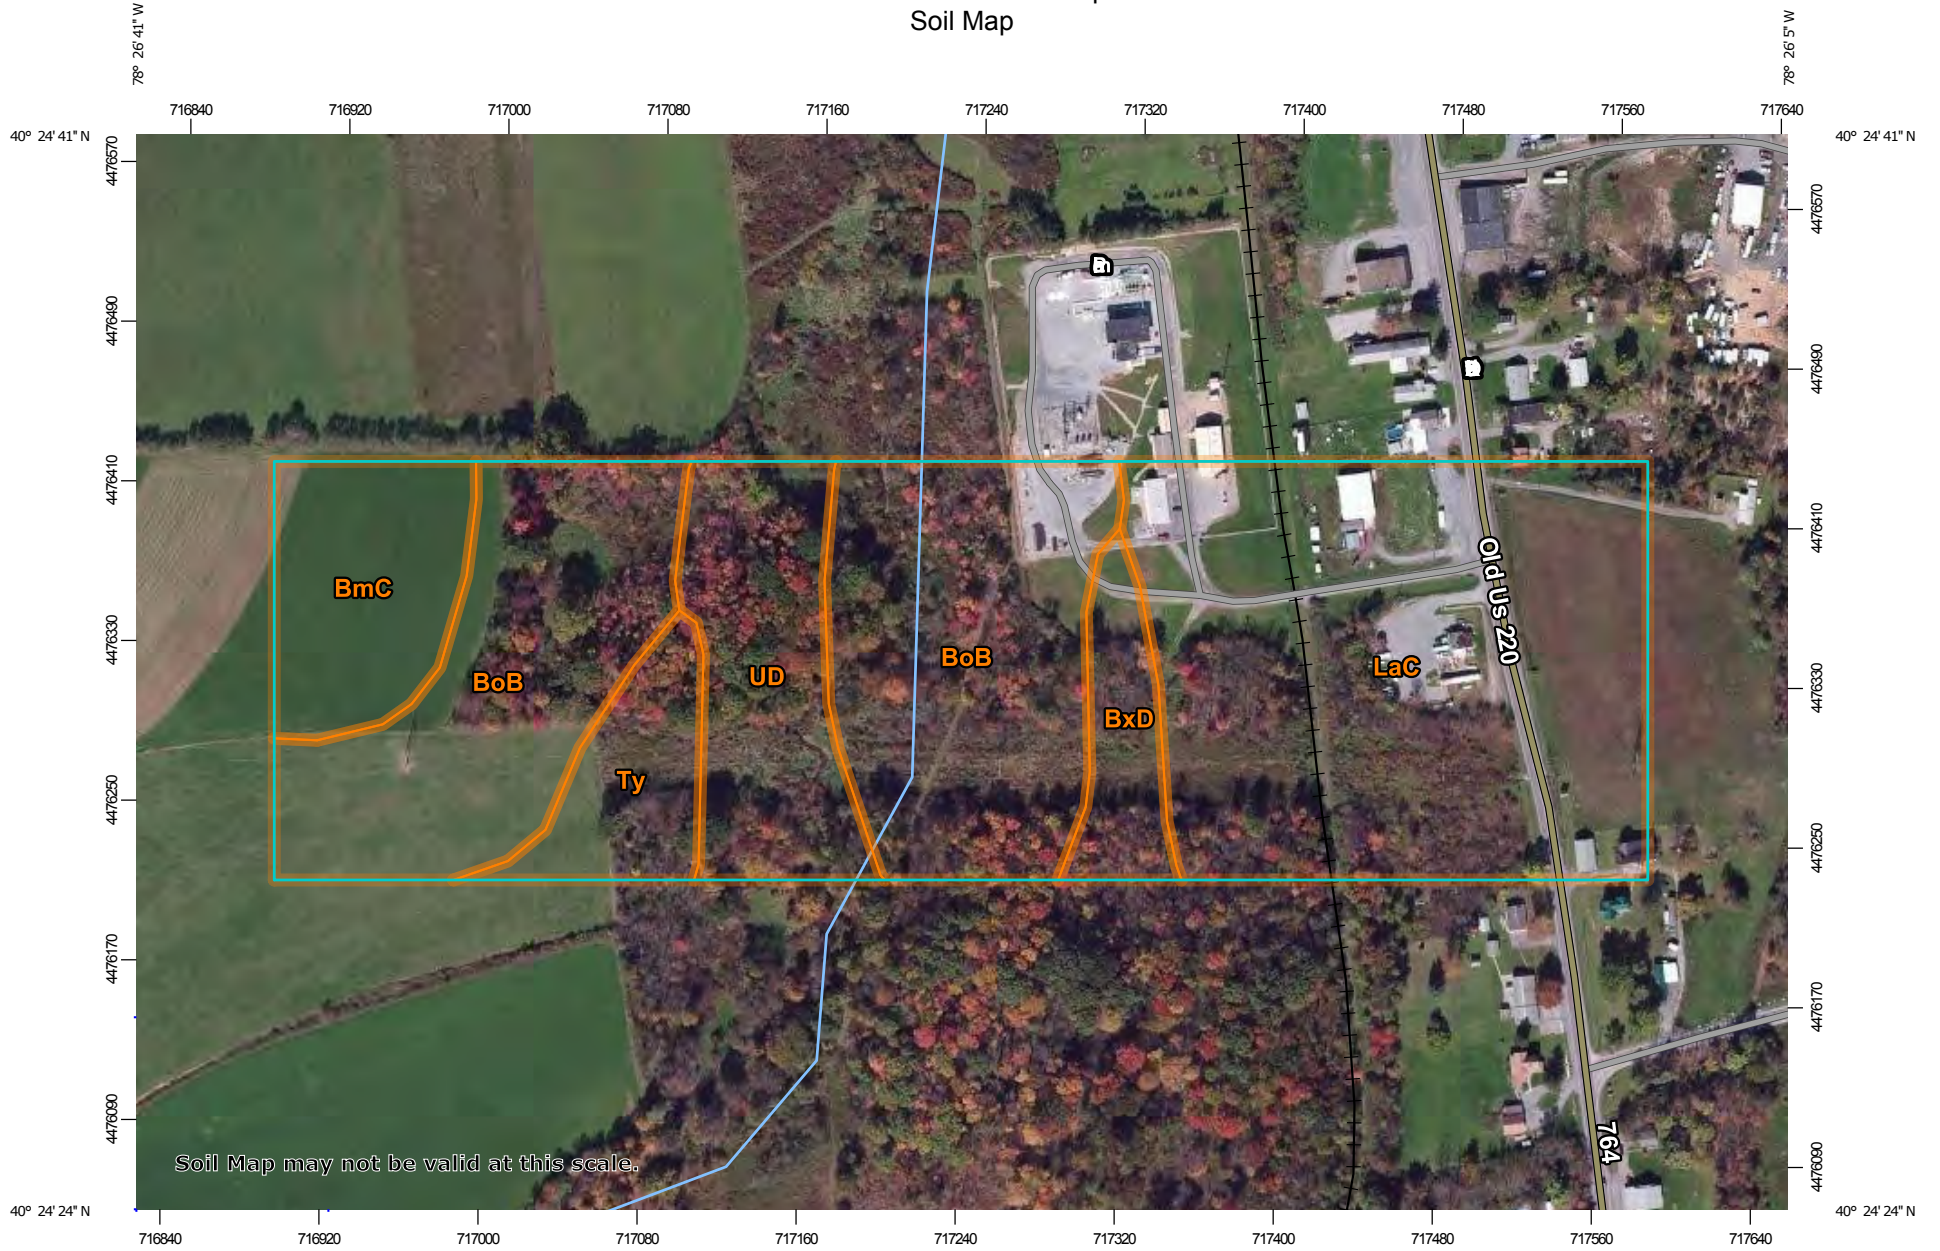 Soil Map
78° 26' 41" W
78° 26' 5" W
716840 716920 717000 717080 717160 717240 717320 717400 717480 717560 717640
40° 24' 41" N
40° 24' 41" N
4476570
4476570
4476490
4476490
4476410
4476410
BmC
Old Us 220
BoB
BoB
UD
LaC
4476330
4476330
BxD
Ty
4476250
4476250
4476170
4476170
4476090
4476090
764
Soil Map may not be valid at this scale.
40° 24' 24" N
40° 24' 24" N
716840 716920 717000 717080 717160 717240 717320 717400 717480 717560 717640